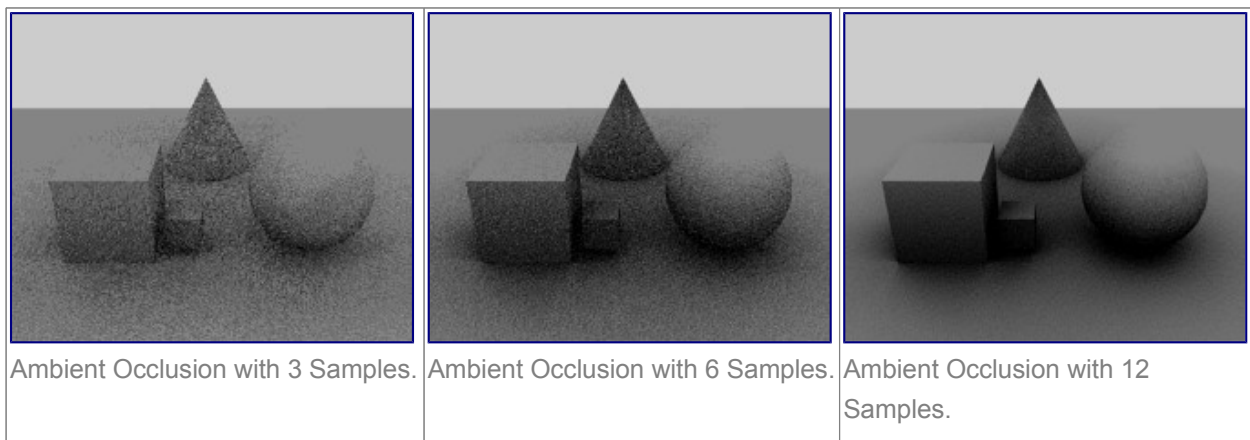 Ambient Occlusion with 3 Samples.
Ambient Occlusion with 6 Samples.
Ambient Occlusion with 12
Samples.